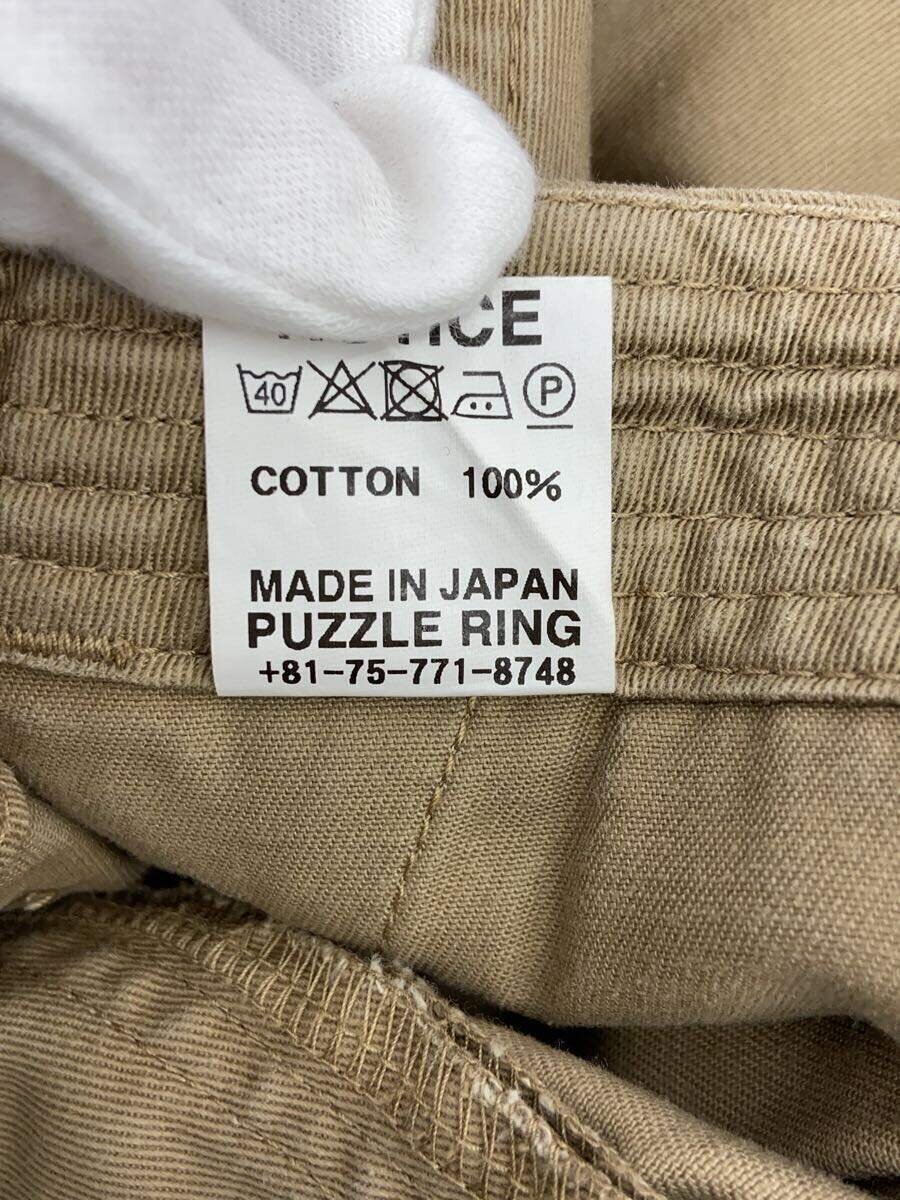 40 P
COTTON 100%
MADE IN JAPAN
PUZZLE RING
+81-75-771-8748